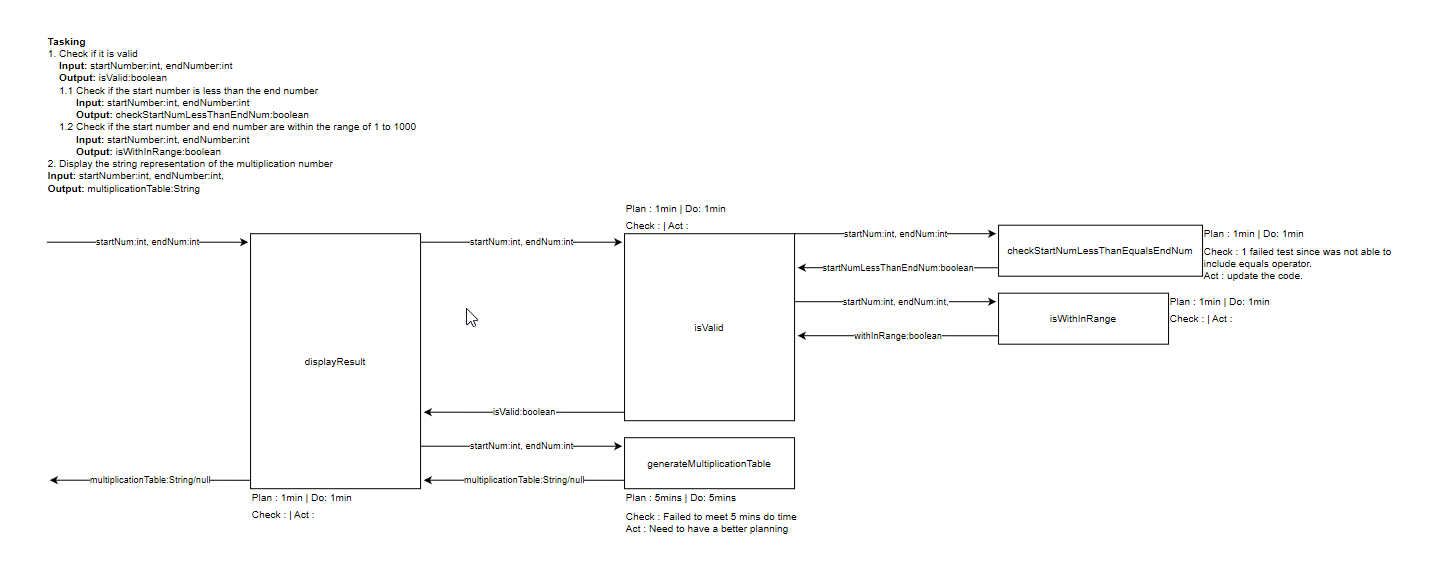 Tasking
1. Check if it is valid
Input: startNumber:int, endNumber:int
Output: isValid:boolean
1.1 Check if the start number is less than the end number
Input: startNumber:int, endNumber:int
Output: checkStartNumLessThanEndNum:boolean
1.2 Check if the start number and end number are within the range of 1 to 1000
Input: startNumber:int, endNumber:int
Output: isWithInRange:boolean
2. Display the string representation of the multiplication number
Input: startNumber:int, endNumber:int,
Output: multiplicationTable:String
Plan : 1min | Do: 1min
Check : | Act :
startNum:int, endNum:int
startNum:int, endNum:int
startNum:int, endNum:int
checkStartNumLessThanEqualsEndNum
Plan : 1min | Do: 1min
Check : 1 failed test since was not able to
include equals operator.
Act : update the code.
startNumLessThanEndNum:boolean
startNum:int, endNum:int,
isWithInRange
Plan : 1min | Do: 1min
Check : | Act :
withInRange:boolean
isValid
displayResult
isValid:boolean
startNum:int, endNum:int
generateMultiplicationTable
multiplicationTable:String/null
multiplicationTable:String/null
Plan : 1min | Do: 1min
Check : | Act :
Plan : 5mins | Do: 5mins
Check : Failed to meet 5 mins do time
Act : Need to have a better planning